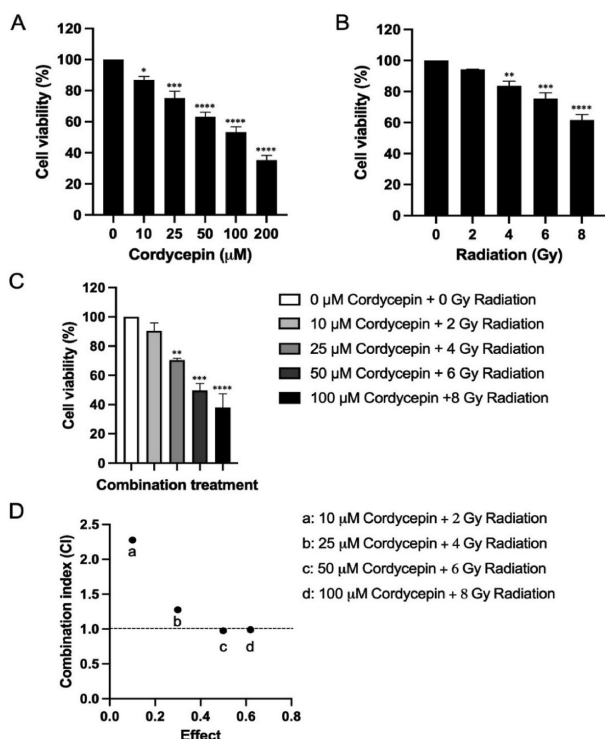 A
Cell viability (%)
120
100
80
60
40
20
0
*
***
****
****
****
0 10 25 50 100 200
Cordycepin (μM)
B
Cell viability (%)
120
100
80
60
40
20
0
**
***
****
0 2 4 6 8
Radiation (Gy)
C
Cell viability (%)
120
100
80
60
40
20
0
**
***
****
Combination treatment
0 μM Cordycepin + 0 Gy Radiation
10 μM Cordycepin + 2 Gy Radiation
25 μM Cordycepin + 4 Gy Radiation
50 μM Cordycepin + 6 Gy Radiation
100 μM Cordycepin +8 Gy Radiation
D
Combination index (CI)
2.5
2.0
1.5
1.0
0.5
0.0
a
b
c
d
0.0 0.2 0.4 0.6 0.8
Effect
a: 10 μM Cordycepin + 2 Gy Radiation
b: 25 μM Cordycepin + 4 Gy Radiation
c: 50 μM Cordycepin + 6 Gy Radiation
d: 100 μM Cordycepin + 8 Gy Radiation